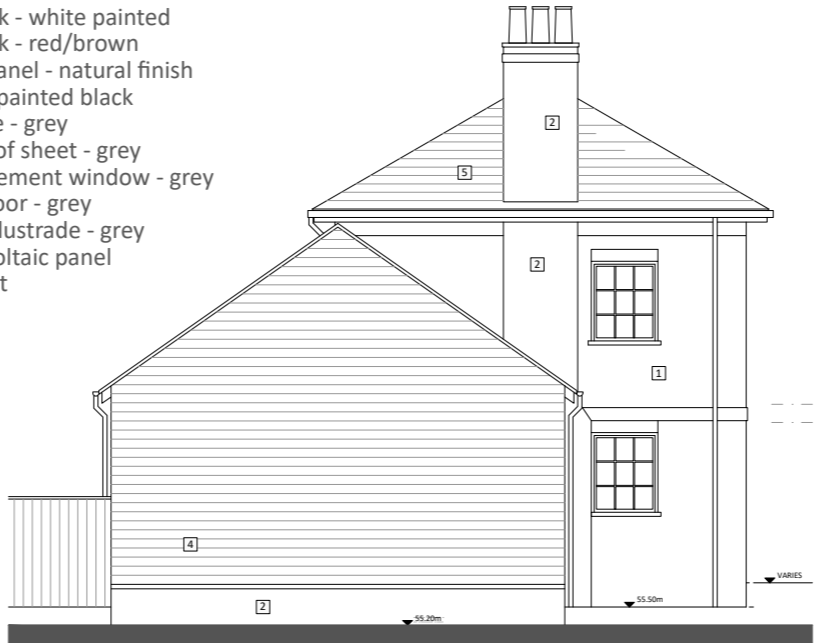 k - white painted
k - red/brown
anel - natural finish
painted black
e - grey
of sheet - grey
ement window - grey
oor - grey
lustrade - grey
oltaic panel
t
2
5
2
1
4
2
VARIES
55.50m
55.20m